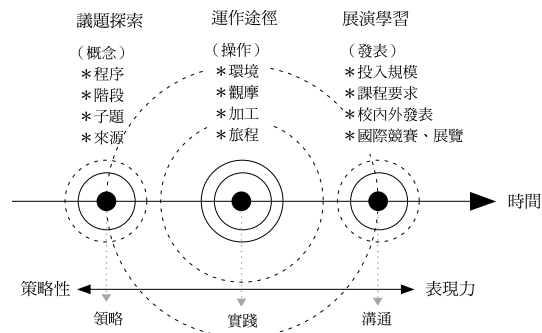 議題探索
（概念）
＊程序
＊階段
＊子題
＊來源
運作途徑
（操作）
＊環境
＊觀摩
＊加工
＊旅程
展演學習
（發表）
＊投入規模
＊課程要求
＊校內外發表
＊國際競賽、展覽
時間
策略性
表現力
領略
實踐
溝通